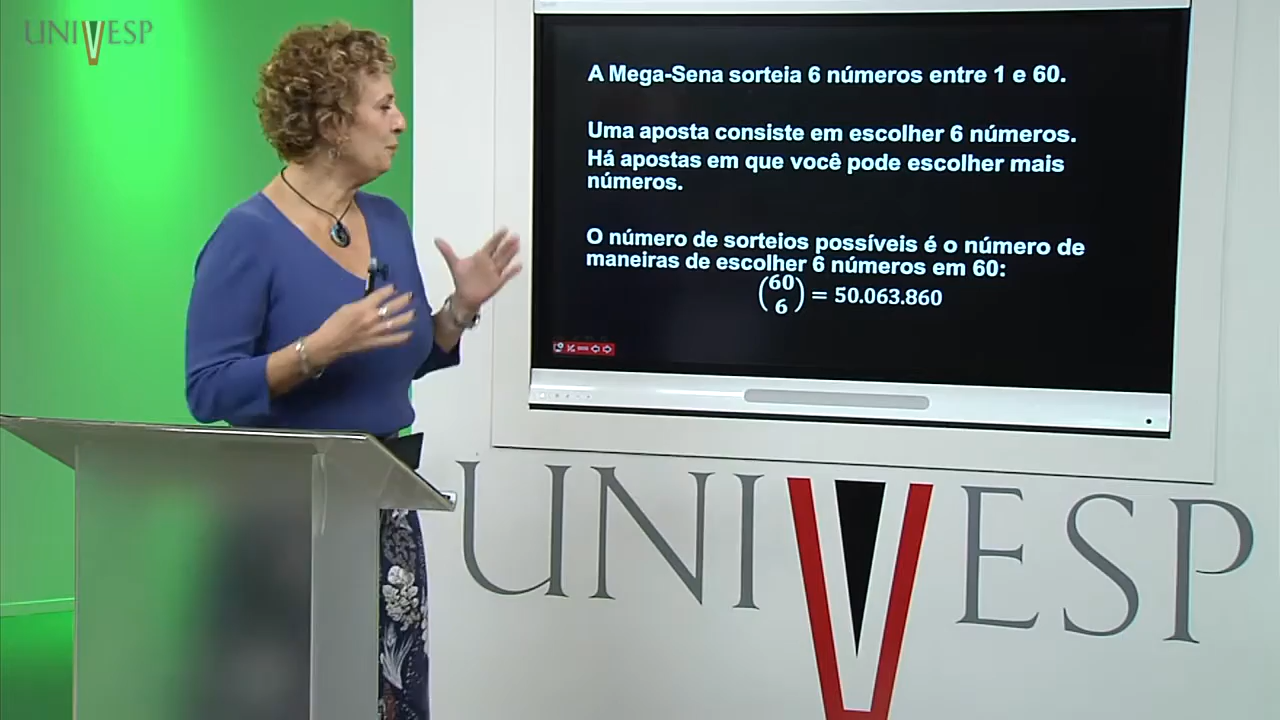 UNIVESP
A Mega-Sena sorteia 6 números entre 1 e 60.
Uma aposta consiste em escolher 6 números.
Há apostas em que você pode escolher mais
números.
O número de sorteios possíveis é o número de
maneiras de escolher 6 números em 60:
(60
6) = 50.063.860
UNIVESP